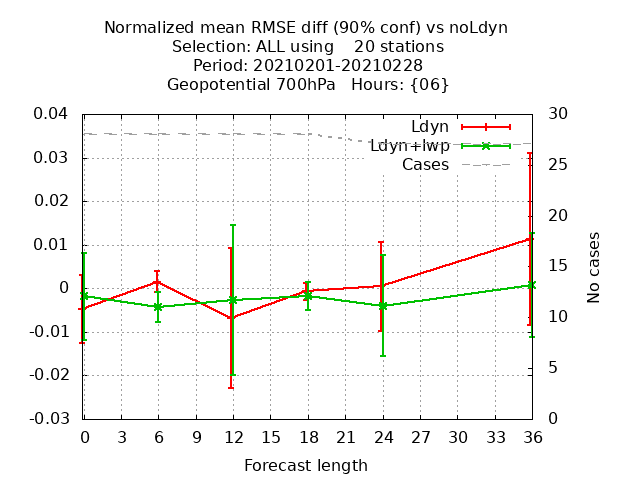 Normalized mean RMSE diff (90% conf) vs noLdyn
Selection: ALL using    20 stations
Period: 20210201-20210228
Geopotential 700hPa   Hours: {06}
0.04
0.03
0.02
0.01
0
-0.01
-0.02
-0.03
Ldyn
Ldyn+lwp
Cases
30
25
20
15
10
5
0
No cases
0 3 6 9 12 15 18 21 24 27 30 33 36
Forecast length